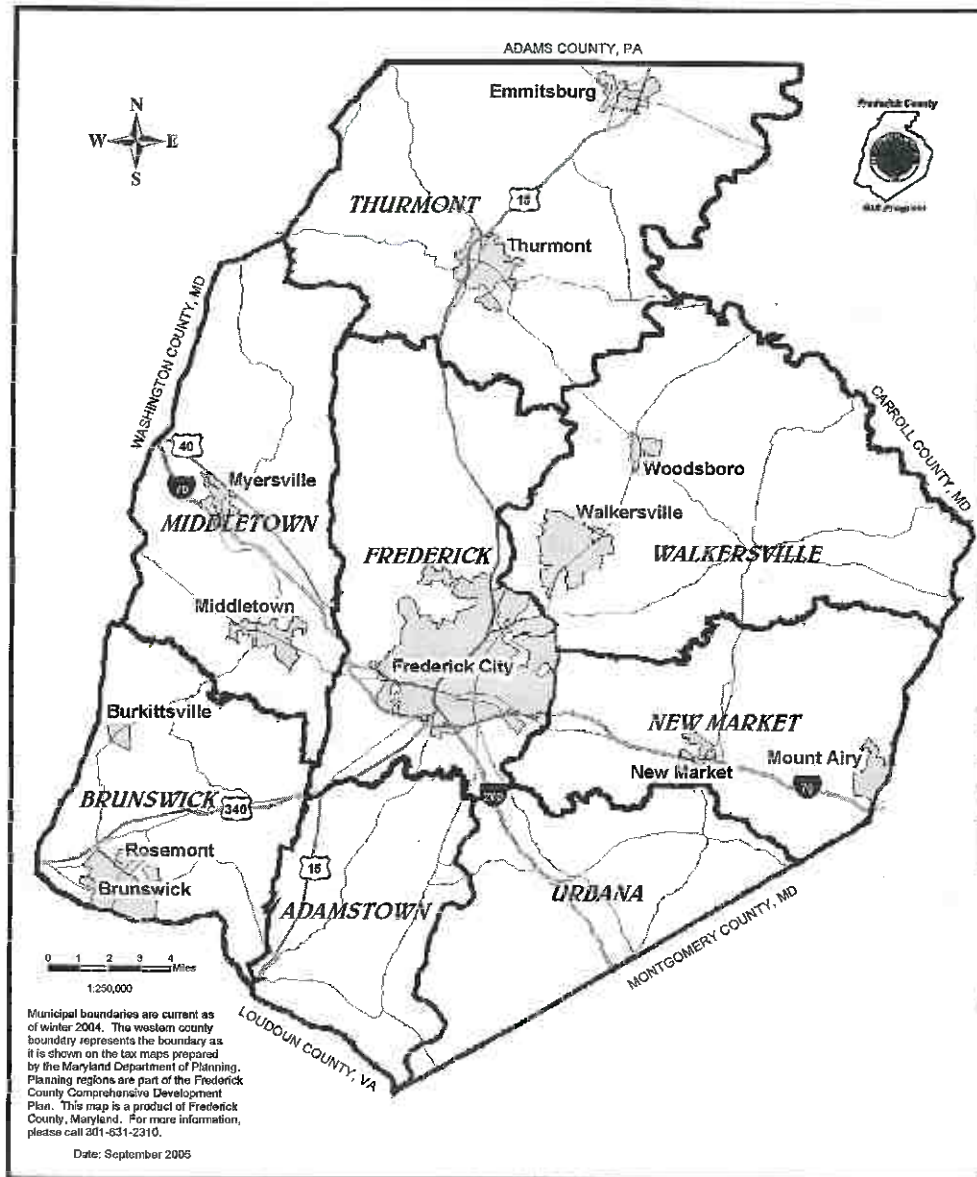 ADAMS COUNTY, PA
Emmitsburg
N
W E
S
Frederick County
GIS Program
15
THURMONT
Thurmont
WASHINGTON COUNTY, MD
CARROLL COUNTY, MD
40
70
Myersville
MIDDLETOWN
Woodsboro
Walkersville
FREDERICK
WALKERSVILLE
Middletown
Frederick City
Burkittsville
NEW MARKET
Mount Airy
New Market
70
BRUNSWICK
340
Rosemont
15
Brunswick
ADAMSTOWN
URBANA
MONTGOMERY COUNTY, MD
LOUDOUN COUNTY, VA
0 1 2 3 4
Miles
1:250,000
Municipal boundaries are current as
of winter 2004. The western county
boundary represents the boundary as
it is shown on the tax maps prepared
by the Maryland Department of Planning.
Planning regions are part of the Frederick
County Comprehensive Development
Plan. This map is a product of Frederick
County, Maryland. For more information,
please call 301-631-2310.
Date: September 2005